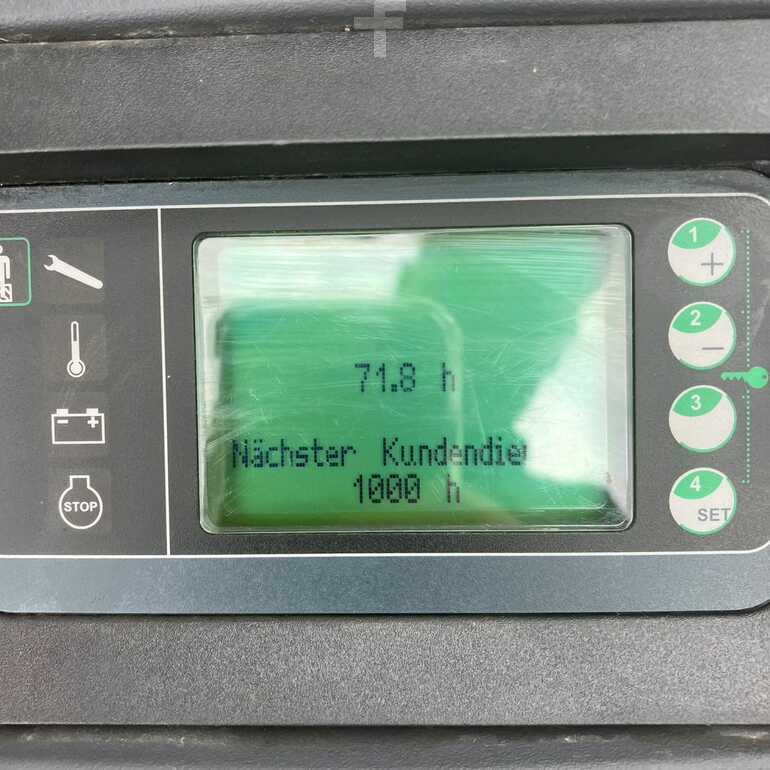 71.8 h
Nächster Kundendie
1000 h
STOP
1
+
2
–
3
4
SET